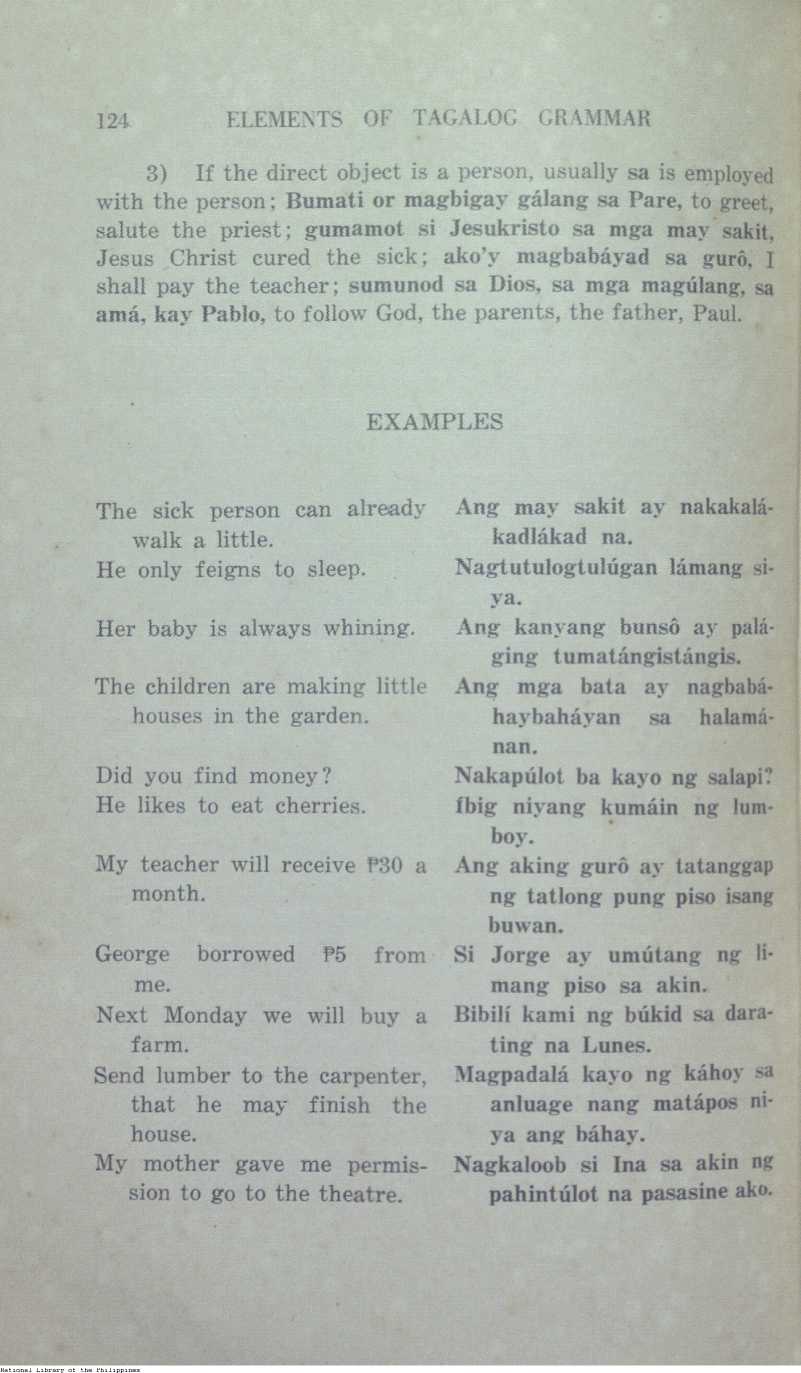 124 ELEMENTS OF TAGALOG GRAMMAR
3) If the direct object is a person, usually sa is employed
with the person; Bumati or magbigay gálang sa Pare, to greet,
salute the priest; gumamot si Jesukristo sa mga may sakit,
Jesus Christ cured the sick; ako'y magbabáyad sa gurô, I
shall pay the teacher; sumunod sa Dios, sa mga magúlang, sa
amá, kay Pablo, to follow God, the parents, the father, Paul.
EXAMPLES
The sick person can already
walk a little.
Ang may sakit ay nakakalá-
kadlákad na.
He only feigns to sleep.
Nagtutulogtulúgan lámang si-
ya.
Her baby is always whining.
Ang kanyang bunsô ay palá-
ging tumatángistángis.
The children are making little
houses in the garden.
Ang mga bata ay nagbabá-
haybaháyan sa halamá-
nan.
Did you find money?
Nakapúlot ba kayo ng salapi?
He likes to eat cherries.
Íbig niyang kumáin ng lum-
boy.
My teacher will receive ₱30 a
month.
Ang aking gurô ay tatanggap
ng tatlong pung piso isang
buwan.
George borrowed ₱5 from
me.
Si Jorge ay umútang ng li-
mang piso sa akin.
Next Monday we will buy a
farm.
Bibilí kami ng búkid sa dara-
ting na Lunes.
Send lumber to the carpenter,
that he may finish the
house.
Magpadalá kayo ng káhoy sa
anluage nang matápos ni-
ya ang báhay.
My mother gave me permis-
sion to go to the theatre.
Nagkaloob si Ina sa akin ng
pahintúlot na pasasine ako.
National Library of the Philippines